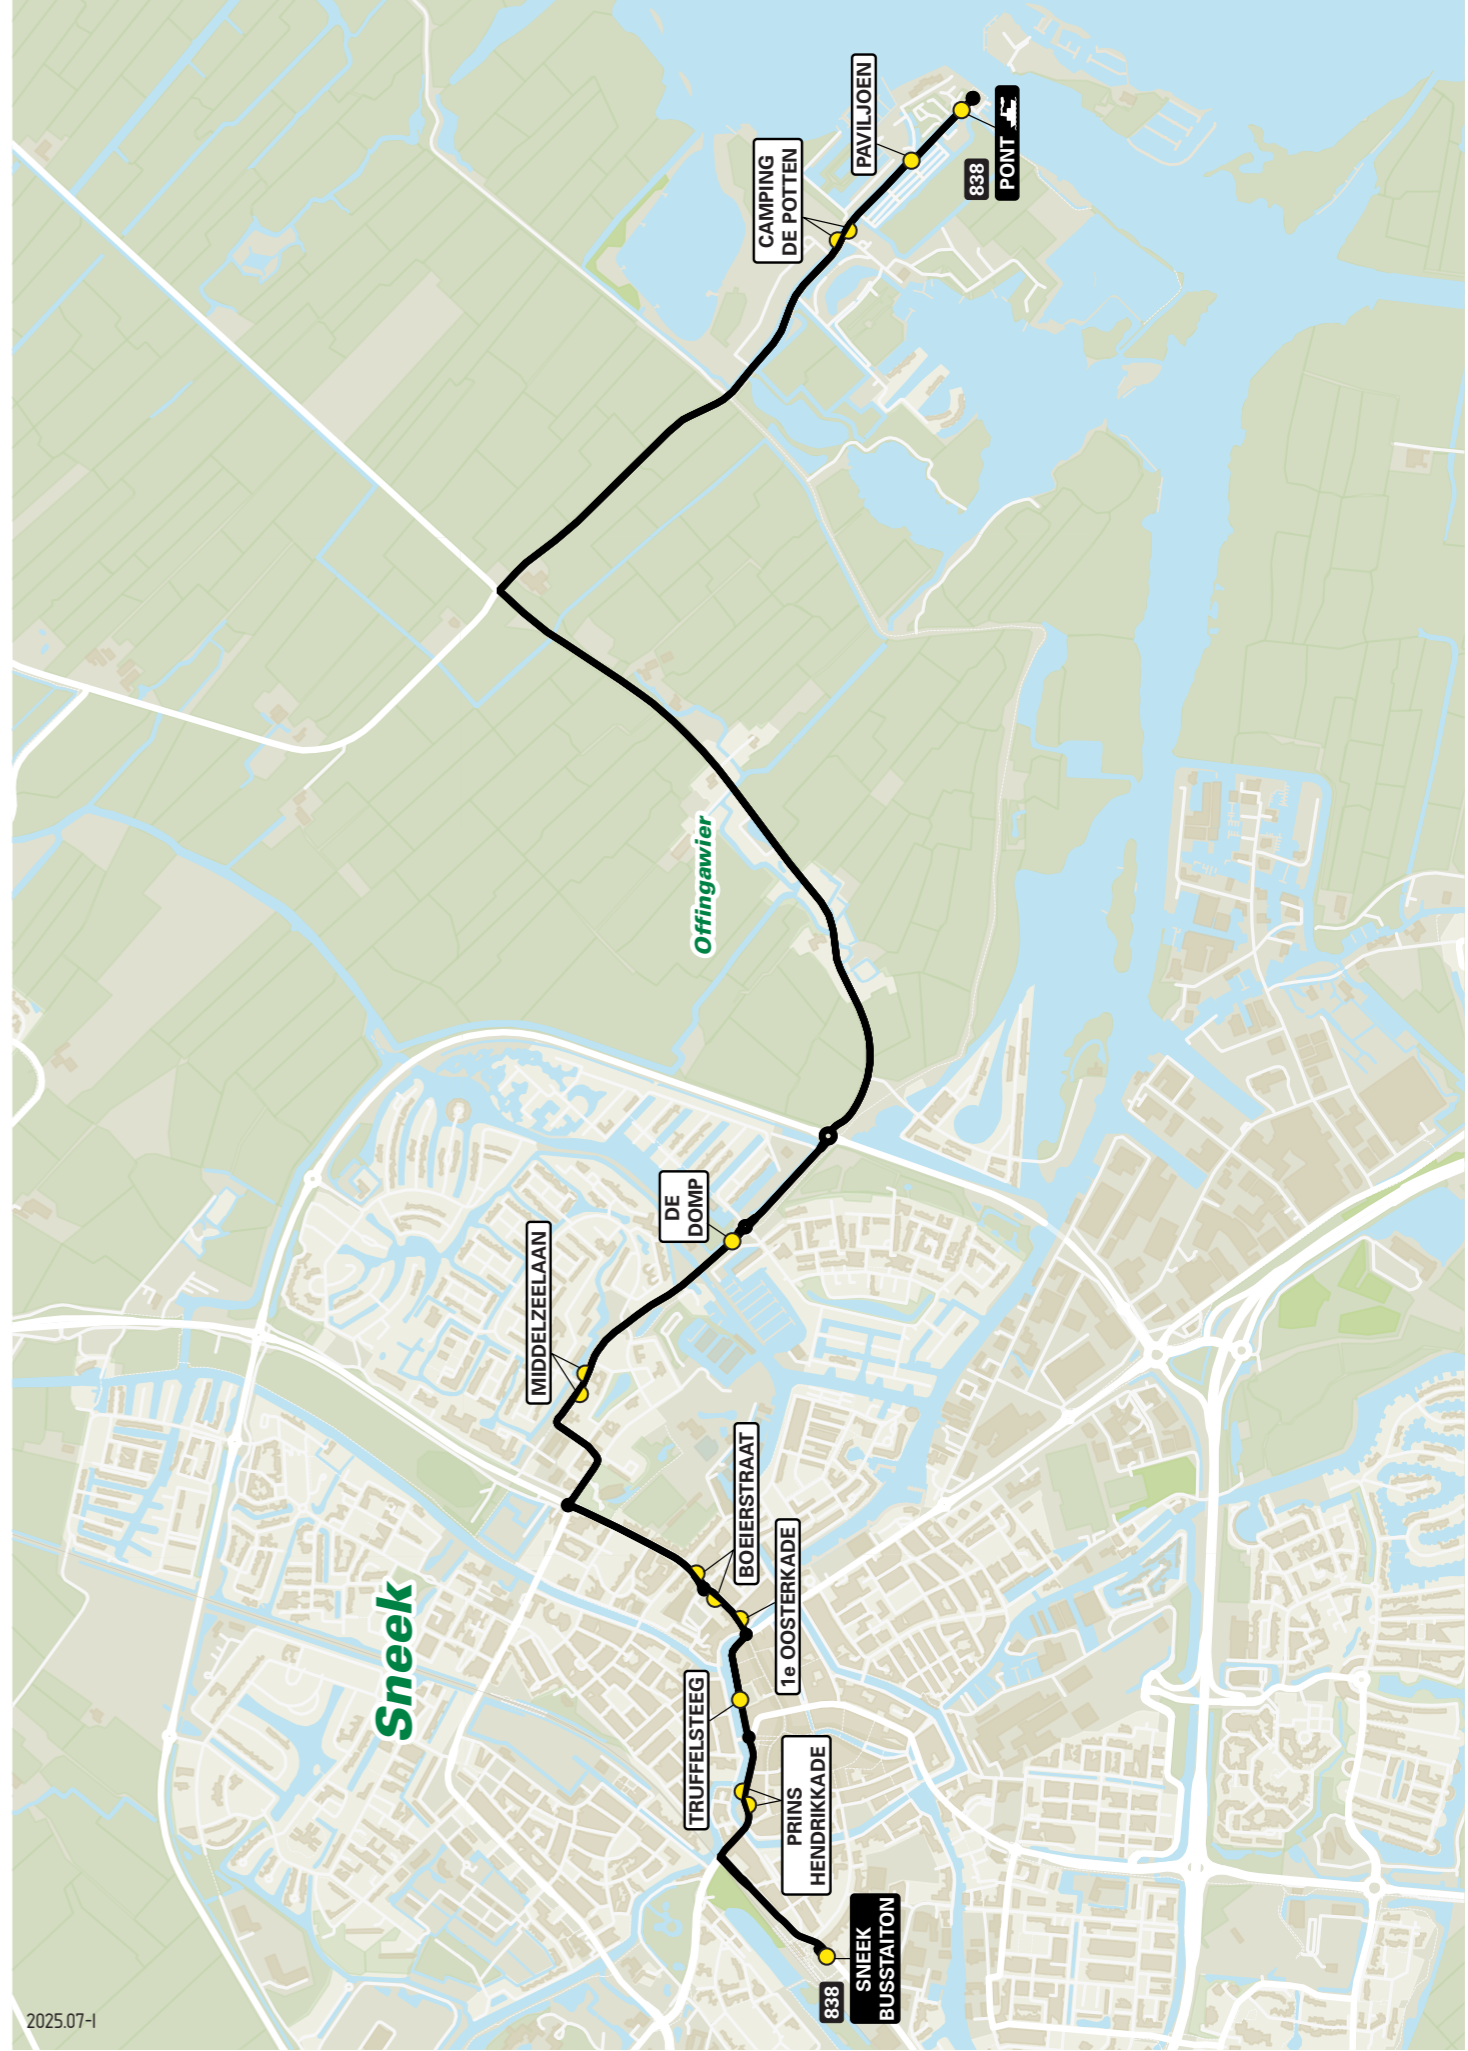 838
SNEEK
BUSSTAITON
PRINS
HENDRIKKADE
TRUFFELSTEEG
1e OOSTERKADE
BOEIERSTRAAT
MIDDELZEELAAN
DE
DOMP
CAMPING
DE POTTEN
PAVILJOEN
838
PONT
Sneek
Offingawier
2025.07-I